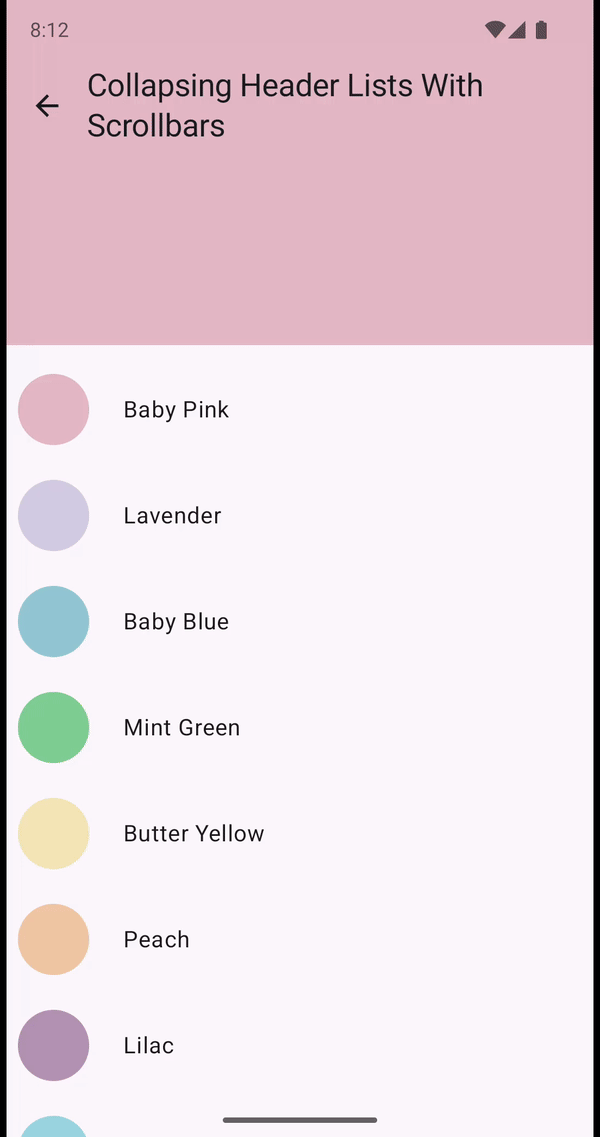 8:12
Collapsing Header Lists With
Scrollbars
Baby Pink
Lavender
Baby Blue
Mint Green
Butter Yellow
Peach
Lilac